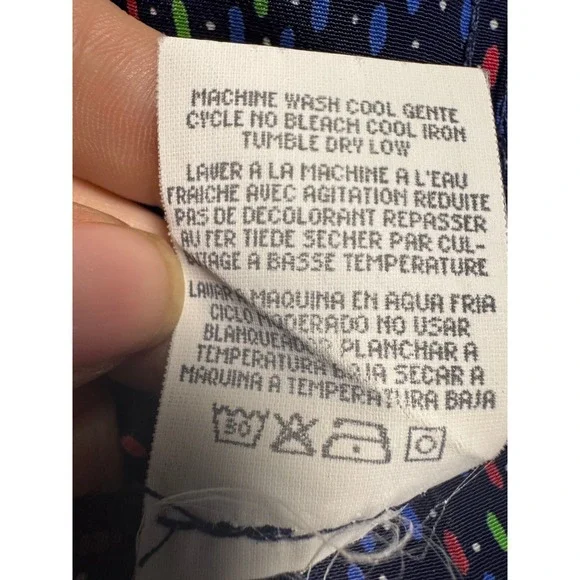 MACHINE WASH COOL GENTE
CYCLE NO BLEACH COOL IRON
TUMBLE DRY LOW
LAVER A LA MACHINE A L'EAU
FRAICHE AVEC AGITATION REDUITE
PAS DE DECOLORANT REPASSER
AU FER TIEDE SECHER PAR CUL-
BUTAGE A BASSE TEMPERATURE
LAVAR A MAQUINA EN AGUA FRIA
CICLO MODERADO NO USAR
BLANQUEADOR PLANCHAR A
TEMPERATURA BAJA SECAR A
MAQUINA A TEMPERATURA BAJA
30